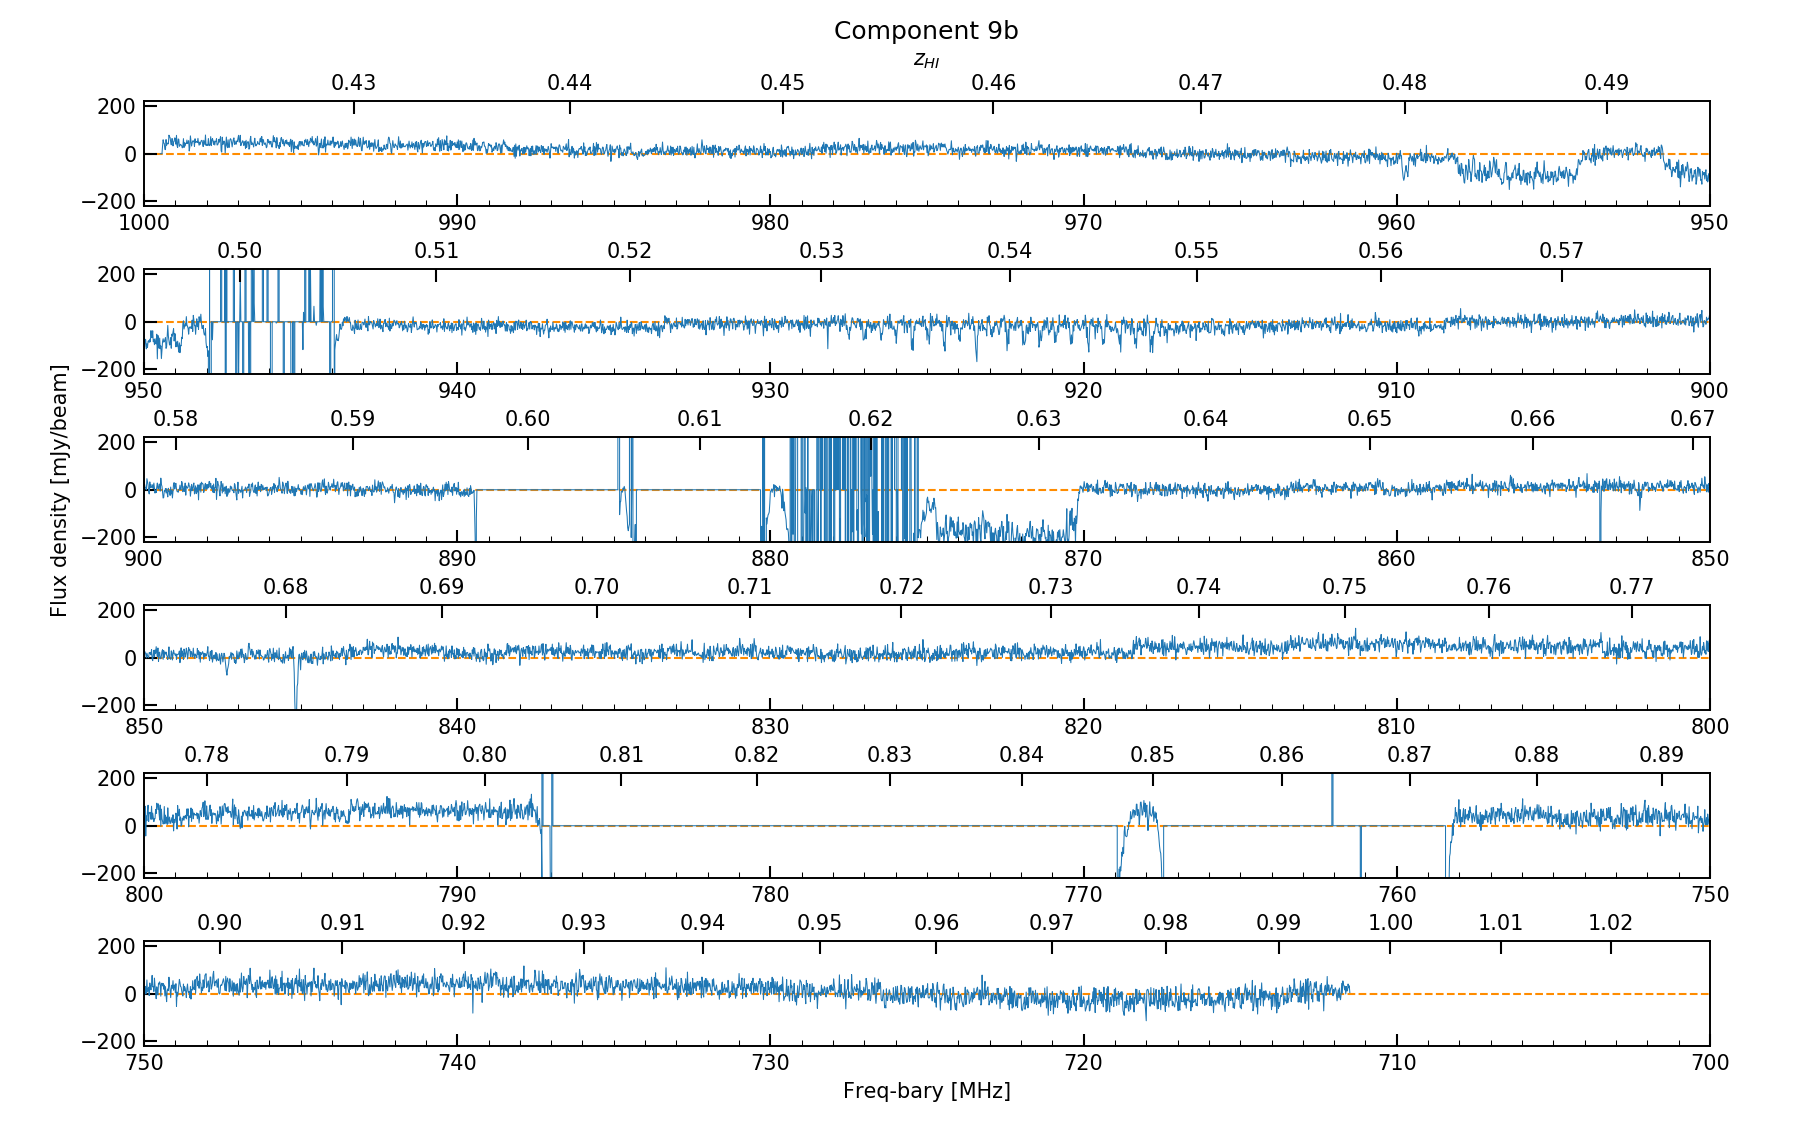 Component 9b
z_HI
0.43 0.44 0.45 0.46 0.47 0.48 0.49
200
0
−200
1000 990 980 970 960 950
0.50 0.51 0.52 0.53 0.54 0.55 0.56 0.57
200
0
−200
950 940 930 920 910 900
0.58 0.59 0.60 0.61 0.62 0.63 0.64 0.65 0.66 0.67
200
0
−200
900 890 880 870 860 850
Flux density [mJy/beam]
0.68 0.69 0.70 0.71 0.72 0.73 0.74 0.75 0.76 0.77
200
0
−200
850 840 830 820 810 800
0.78 0.79 0.80 0.81 0.82 0.83 0.84 0.85 0.86 0.87 0.88 0.89
200
0
−200
800 790 780 770 760 750
0.90 0.91 0.92 0.93 0.94 0.95 0.96 0.97 0.98 0.99 1.00 1.01 1.02
200
0
−200
750 740 730 720 710 700
Freq-bary [MHz]